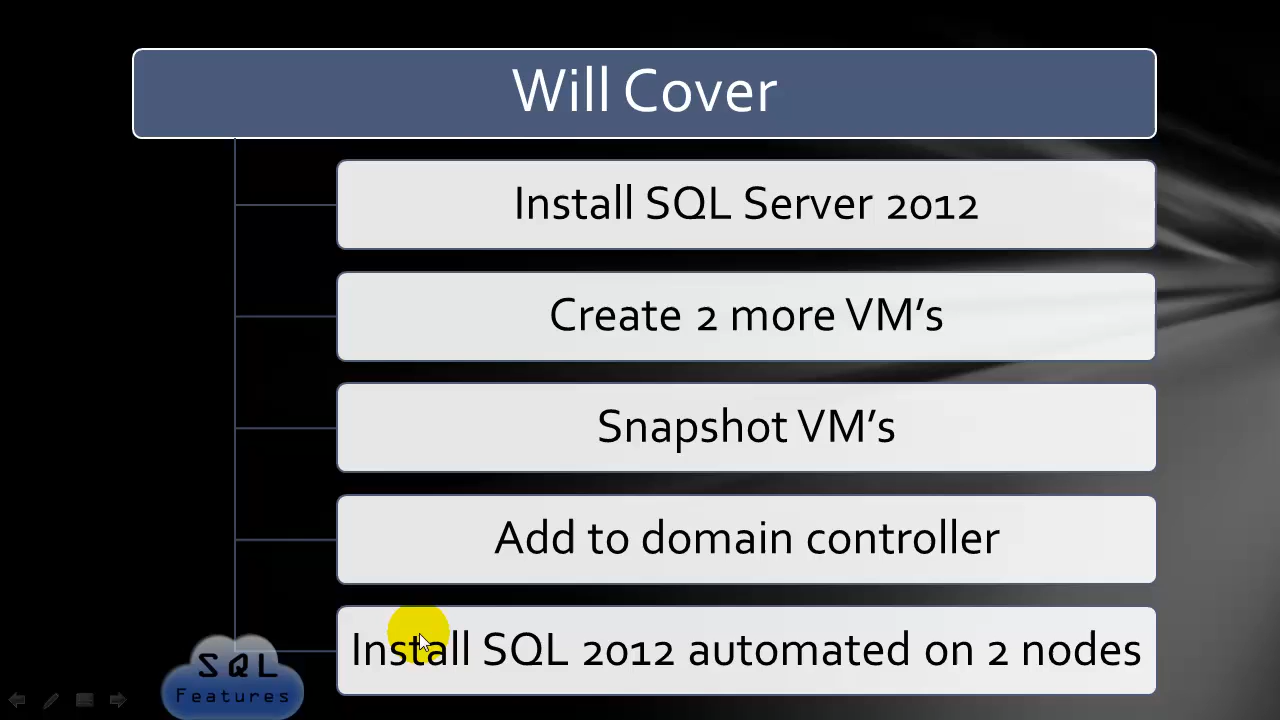 Will Cover
Install SQL Server 2012
Create 2 more VM’s
Snapshot VM’s
Add to domain controller
Install SQL 2012 automated on 2 nodes
SQL
Features